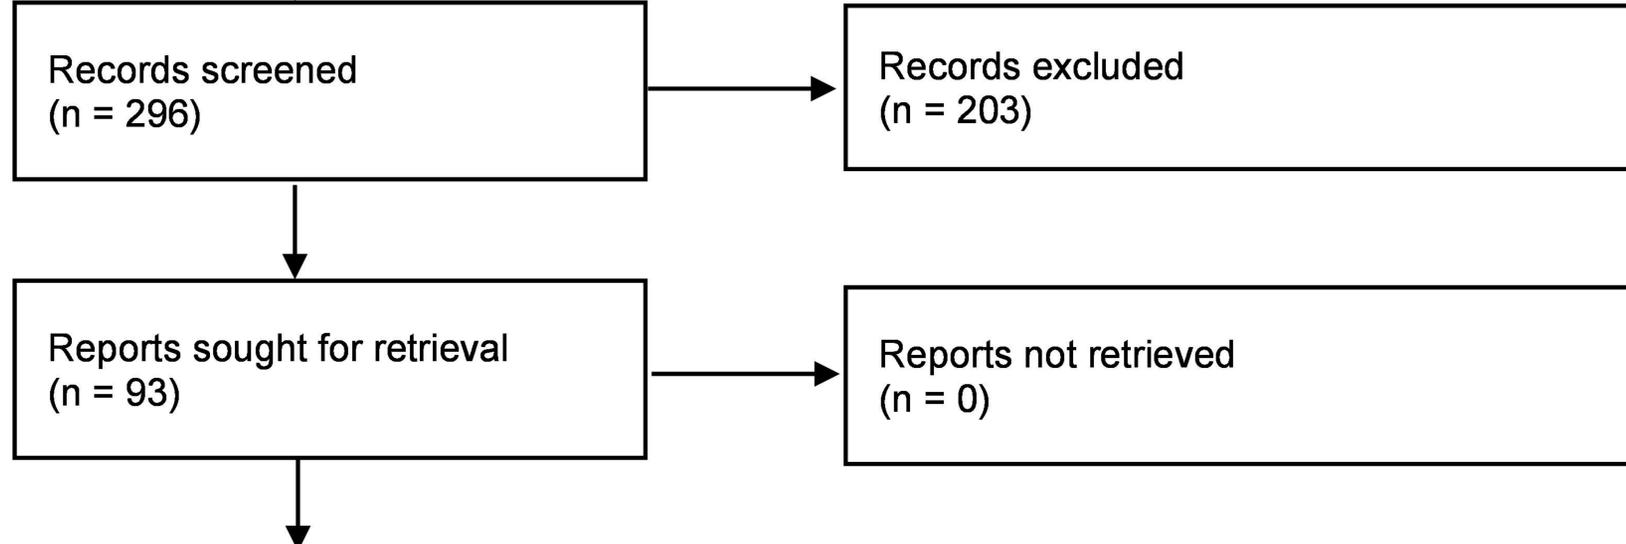 Records screened
(n = 296)
Records excluded
(n = 203)
Reports sought for retrieval
(n = 93)
Reports not retrieved
(n = 0)